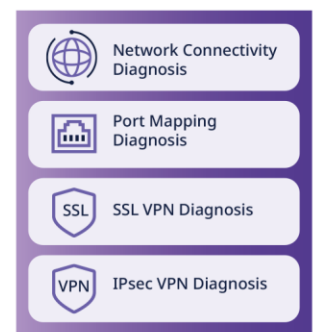 Network Connectivity
Diagnosis
Port Mapping
Diagnosis
SSL
SSL VPN Diagnosis
VPN
IPsec VPN Diagnosis